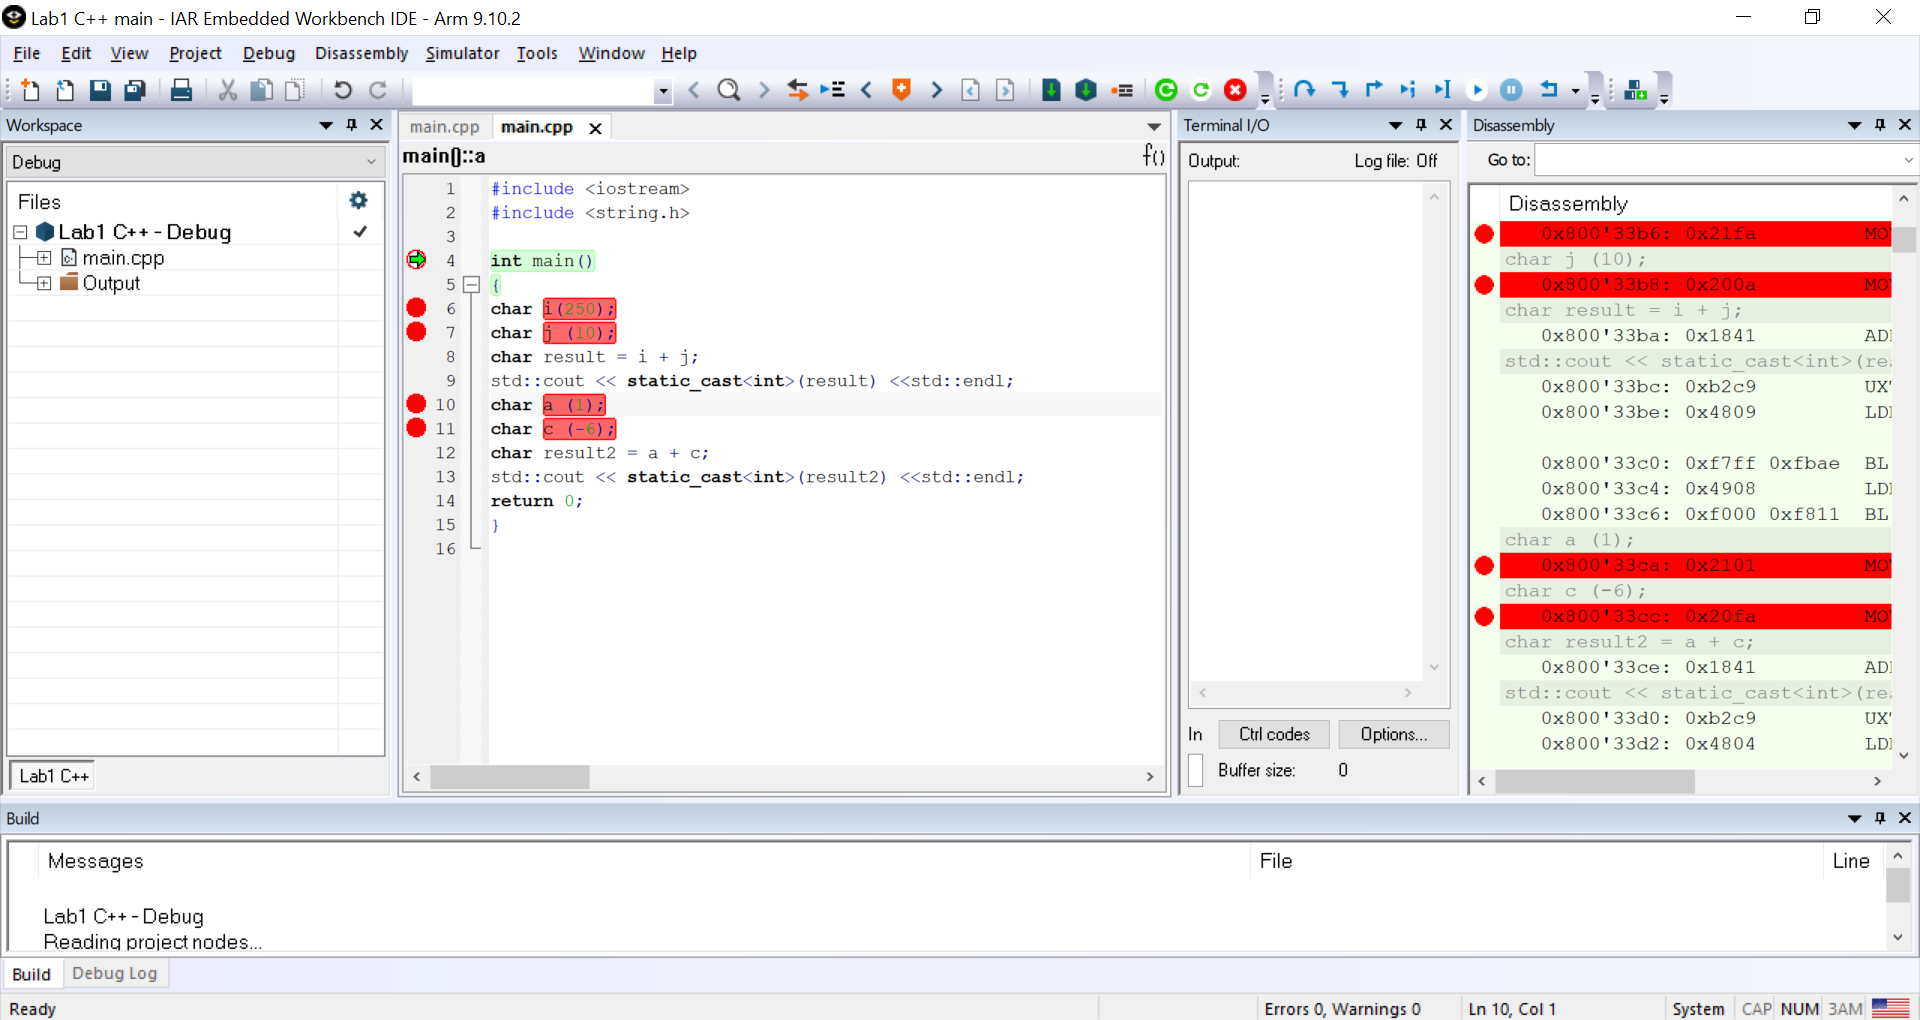 Lab1 C++ main - IAR Embedded Workbench IDE - Arm 9.10.2
File Edit View Project Debug Disassembly Simulator Tools Window Help
Workspace
Debug
Files
Lab1 C++ - Debug
main.cpp
Output
Lab1 C++
main.cpp main.cpp
main()::a
f()
1 #include <iostream>
2 #include <string.h>
3
4 int main()
5 {
6 char i(250);
7 char j (10);
8 char result = i + j;
9 std::cout << static_cast<int>(result) <<std::endl;
10 char a (1);
11 char c (-6);
12 char result2 = a + c;
13 std::cout << static_cast<int>(result2) <<std::endl;
14 return 0;
15 }
16
Terminal I/O
Output: Log file: Off
In Ctrl codes Options...
Buffer size: 0
Disassembly
Go to:
Disassembly
0x800'33b6: 0x21fa MO
char j (10);
0x800'33b8: 0x200a MO
char result = i + j;
0x800'33ba: 0x1841 AD
std::cout << static_cast<int>(re
0x800'33bc: 0xb2c9 UX
0x800'33be: 0x4809 LD
0x800'33c0: 0xf7ff 0xfbae BL
0x800'33c4: 0x4908 LD
0x800'33c6: 0xf000 0xf811 BL
char a (1);
0x800'33ca: 0x2101 MO
char c (-6);
0x800'33cc: 0x20fa MO
char result2 = a + c;
0x800'33ce: 0x1841 AD
std::cout << static_cast<int>(re
0x800'33d0: 0xb2c9 UX
0x800'33d2: 0x4804 LD
Build
Messages File Line
Lab1 C++ - Debug
Reading project nodes...
Build Debug Log
Ready Errors 0, Warnings 0 Ln 10, Col 1 System CAP NUM ЗАМ